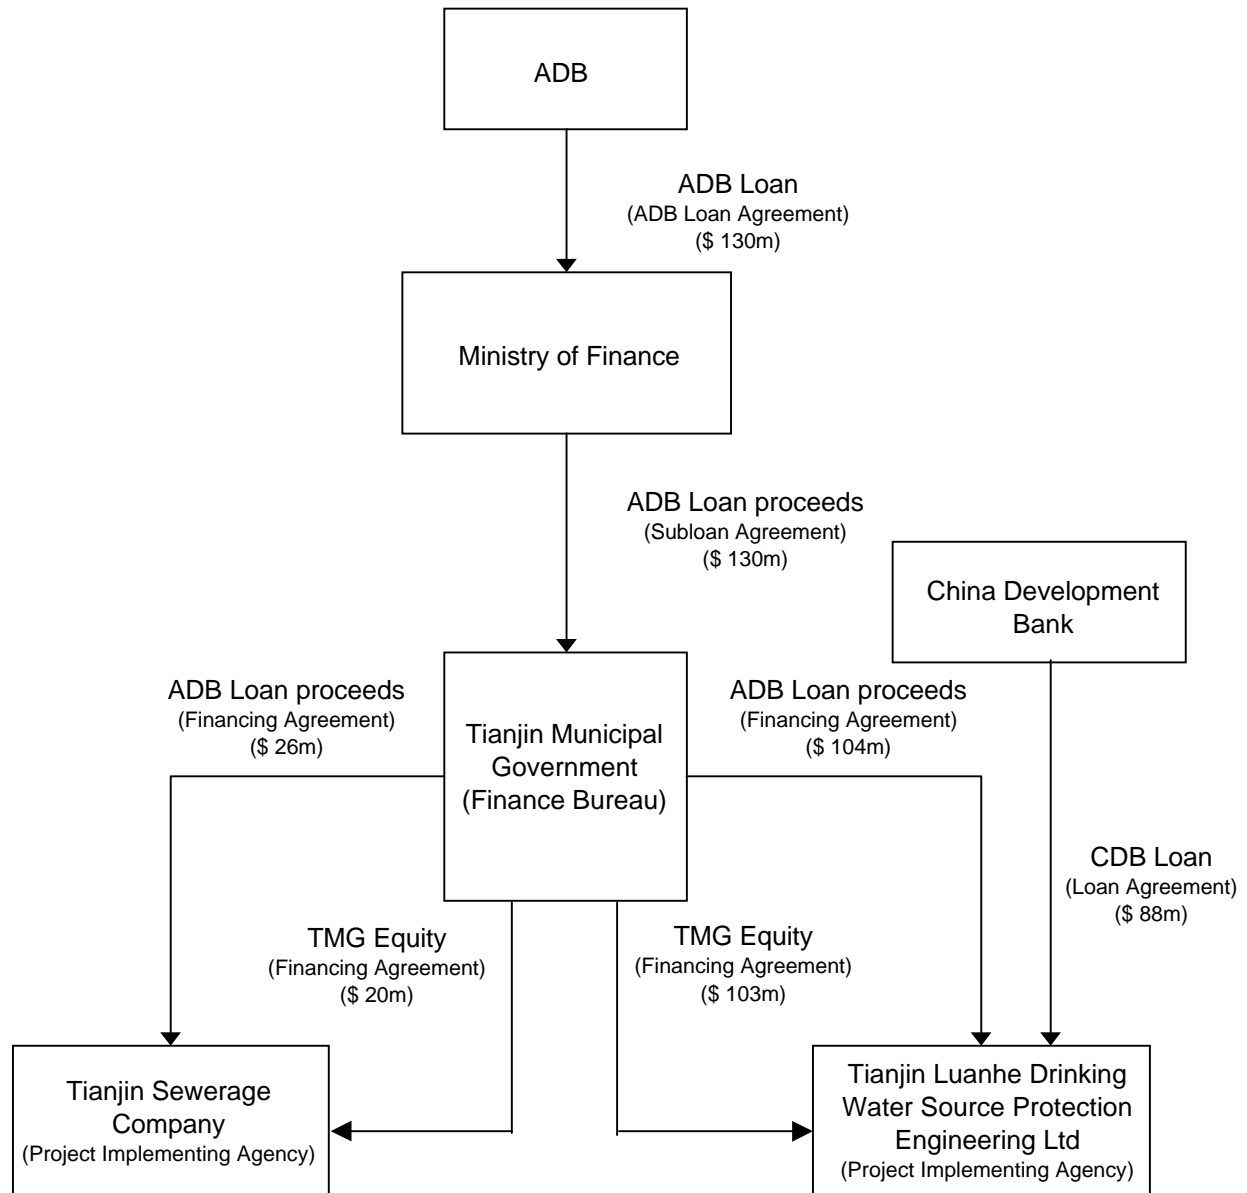 ADB
ADB Loan
(ADB Loan Agreement)
($ 130m)
Ministry of Finance
ADB Loan proceeds
(Subloan Agreement)
($ 130m)
China Development
Bank
ADB Loan proceeds
(Financing Agreement)
($ 26m)
Tianjin Municipal
Government
(Finance Bureau)
ADB Loan proceeds
(Financing Agreement)
($ 104m)
CDB Loan
(Loan Agreement)
($ 88m)
TMG Equity
(Financing Agreement)
($ 20m)
TMG Equity
(Financing Agreement)
($ 103m)
Tianjin Sewerage
Company
(Project Implementing Agency)
Tianjin Luanhe Drinking
Water Source Protection
Engineering Ltd
(Project Implementing Agency)